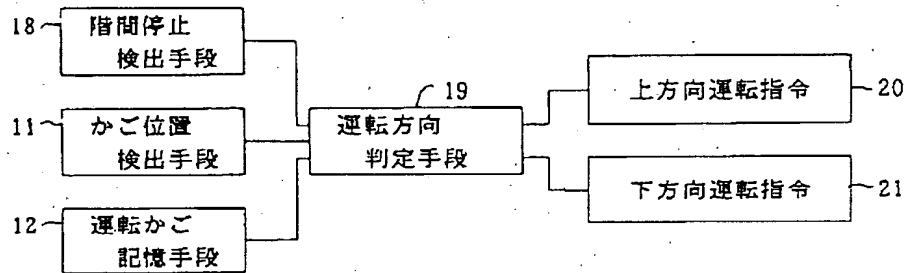 18
階間停止
検出手段
11
かご位置
検出手段
12
運転かご
記憶手段
19
運転方向
判定手段
上方向運転指令
20
下方向運転指令
21